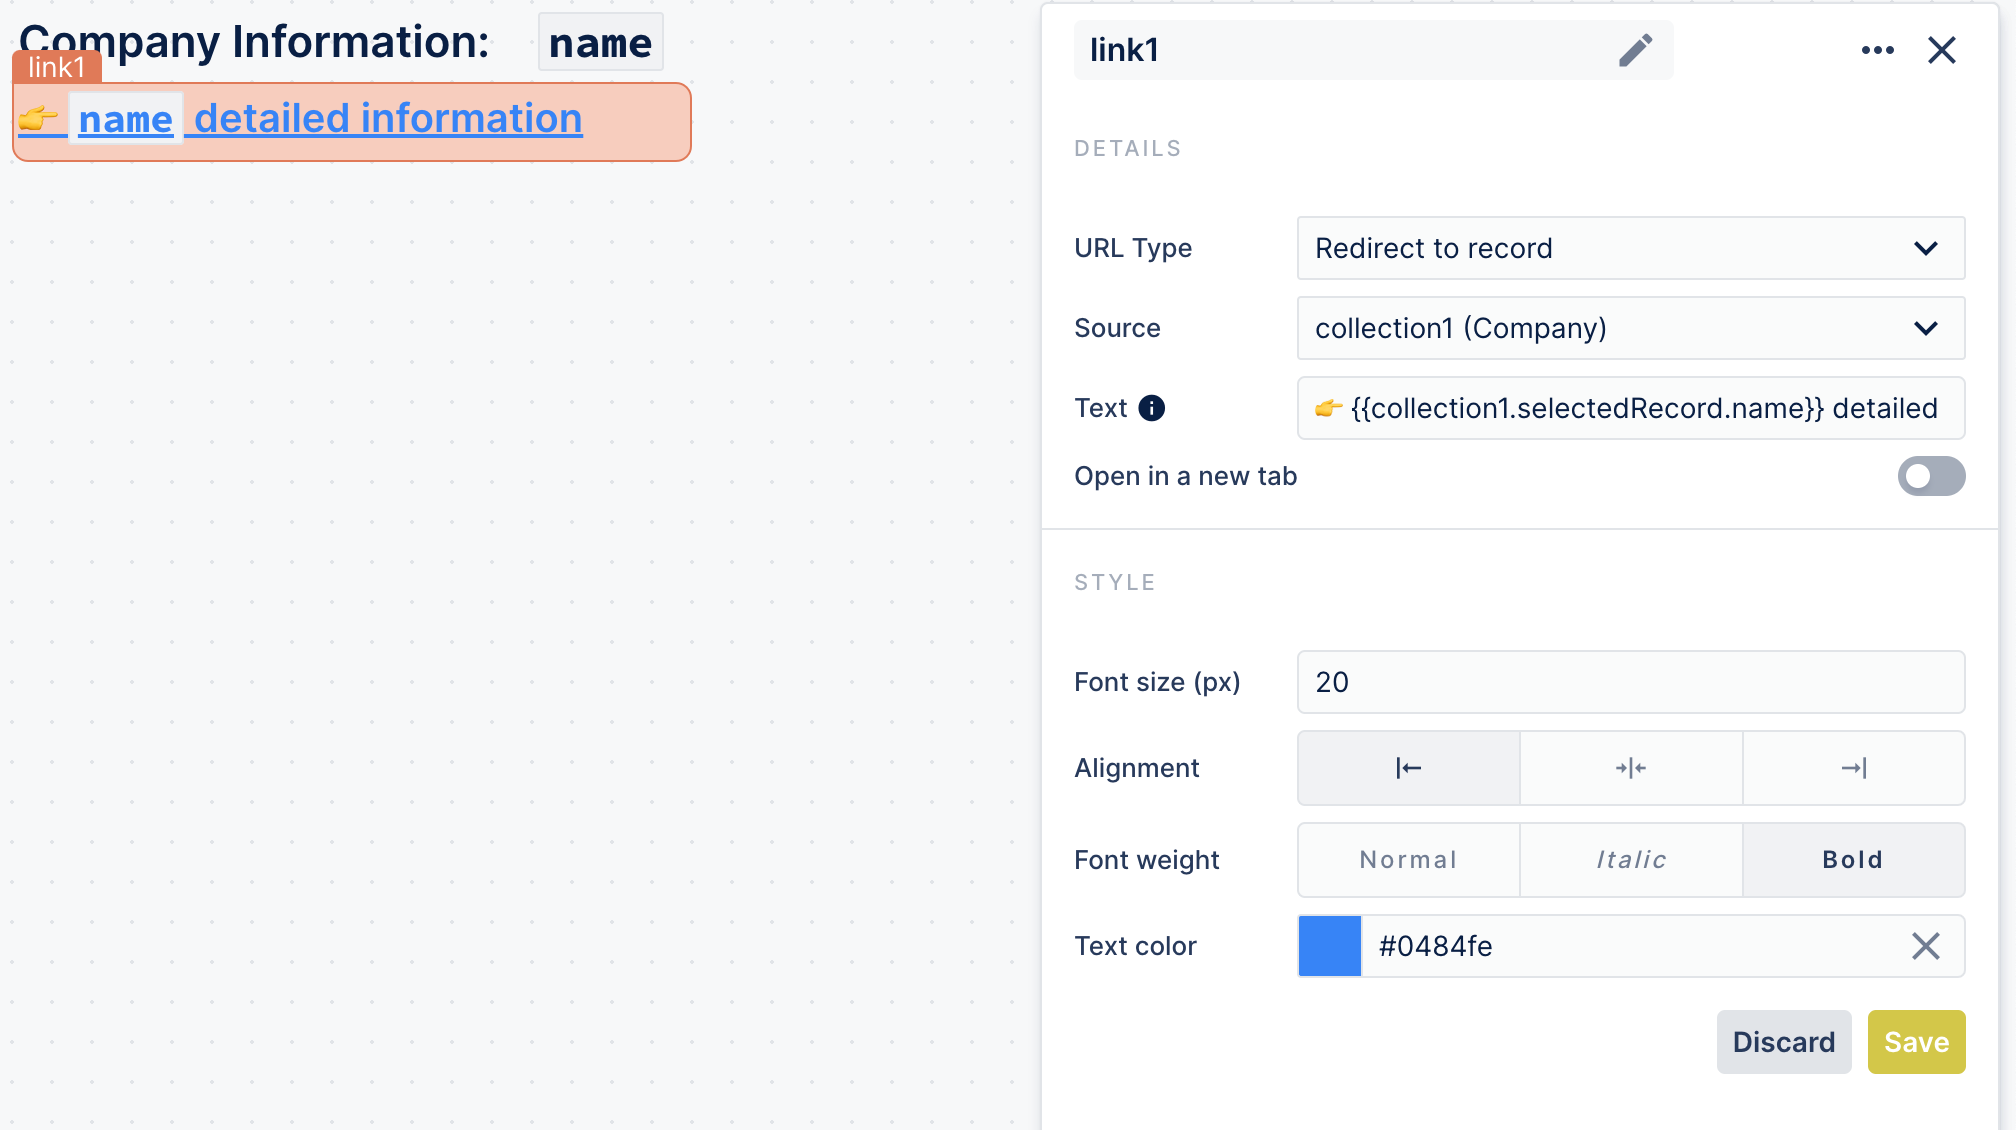 Company Information: name
link1
👉 name detailed information
link1
DETAILS
URL Type
Redirect to record
Source
collection1 (Company)
Text
👉 {{collection1.selectedRecord.name}} detailed
Open in a new tab
STYLE
Font size (px)
20
Alignment
Font weight
Normal
Italic
Bold
Text color
#0484fe
Discard
Save